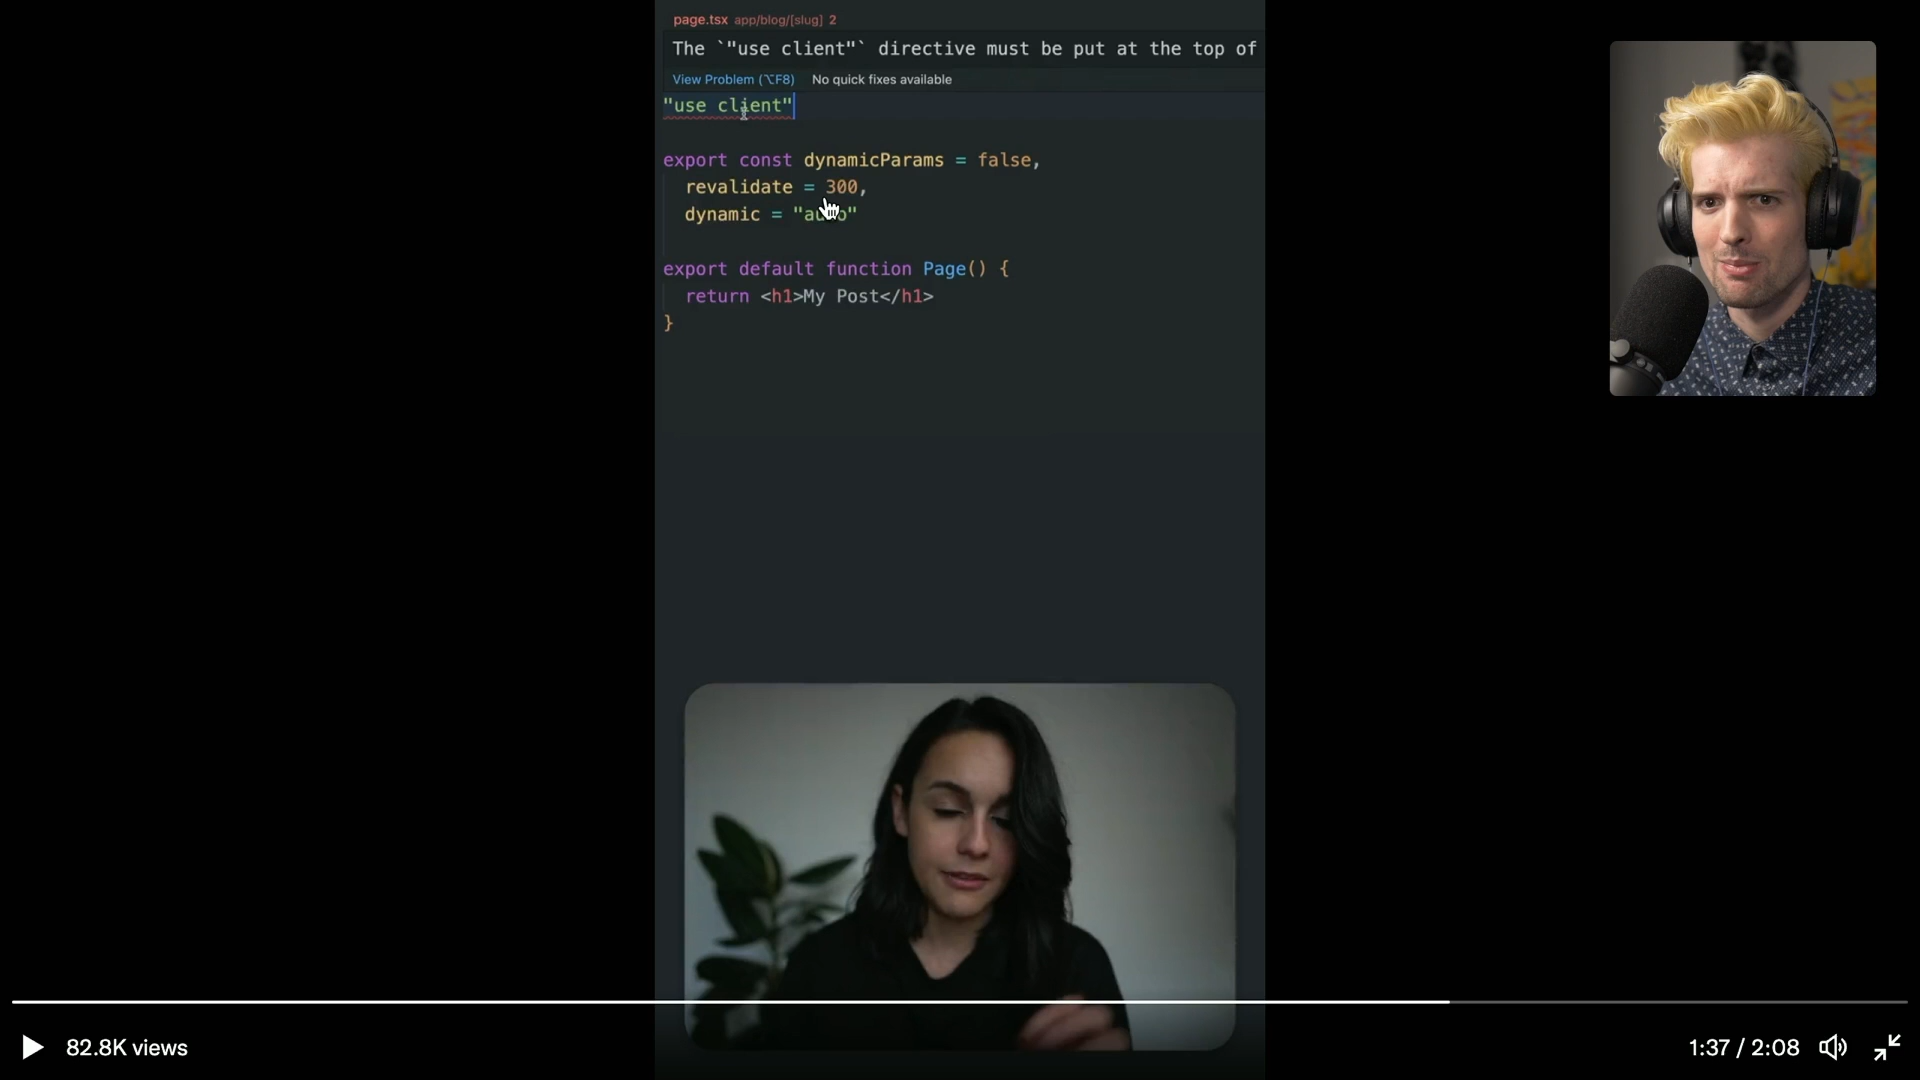 page.tsx app/blog/[slug] 2
The `"use client"` directive must be put at the top of
View Problem (⌥F8) No quick fixes available
"use client"
export const dynamicParams = false,
revalidate = 300,
dynamic = "auto"
export default function Page() {
return <h1>My Post</h1>
}
82.8K views
1:37 / 2:08